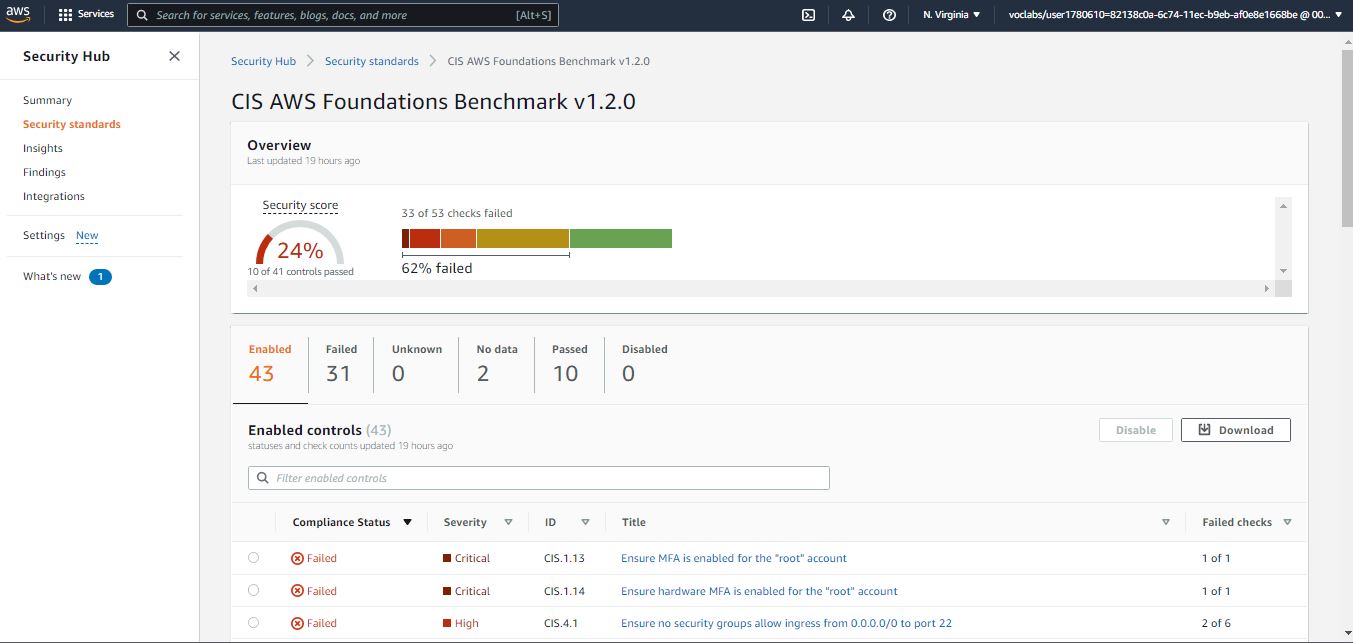 aws
Services
Search for services, features, blogs, docs, and more
[Alt+S]
N. Virginia
voclabs/user1780610=82138c0a-6c74-11ec-b9eb-af0e8e1668be @ 00...
Security Hub
Summary
Security standards
Insights
Findings
Integrations
Settings New
What's new 1
Security Hub
Security standards
CIS AWS Foundations Benchmark v1.2.0
CIS AWS Foundations Benchmark v1.2.0
Overview
Last updated 19 hours ago
Security score
24%
10 of 41 controls passed
33 of 53 checks failed
62% failed
Enabled
43
Failed
31
Unknown
0
No data
2
Passed
10
Disabled
0
Enabled controls (43)
statuses and check counts updated 19 hours ago
Disable
Download
Filter enabled controls
Compliance Status Severity ID Title Failed checks
Failed Critical CIS.1.13 Ensure MFA is enabled for the "root" account 1 of 1
Failed Critical CIS.1.14 Ensure hardware MFA is enabled for the "root" account 1 of 1
Failed High CIS.4.1 Ensure no security groups allow ingress from 0.0.0.0/0 to port 22 2 of 6